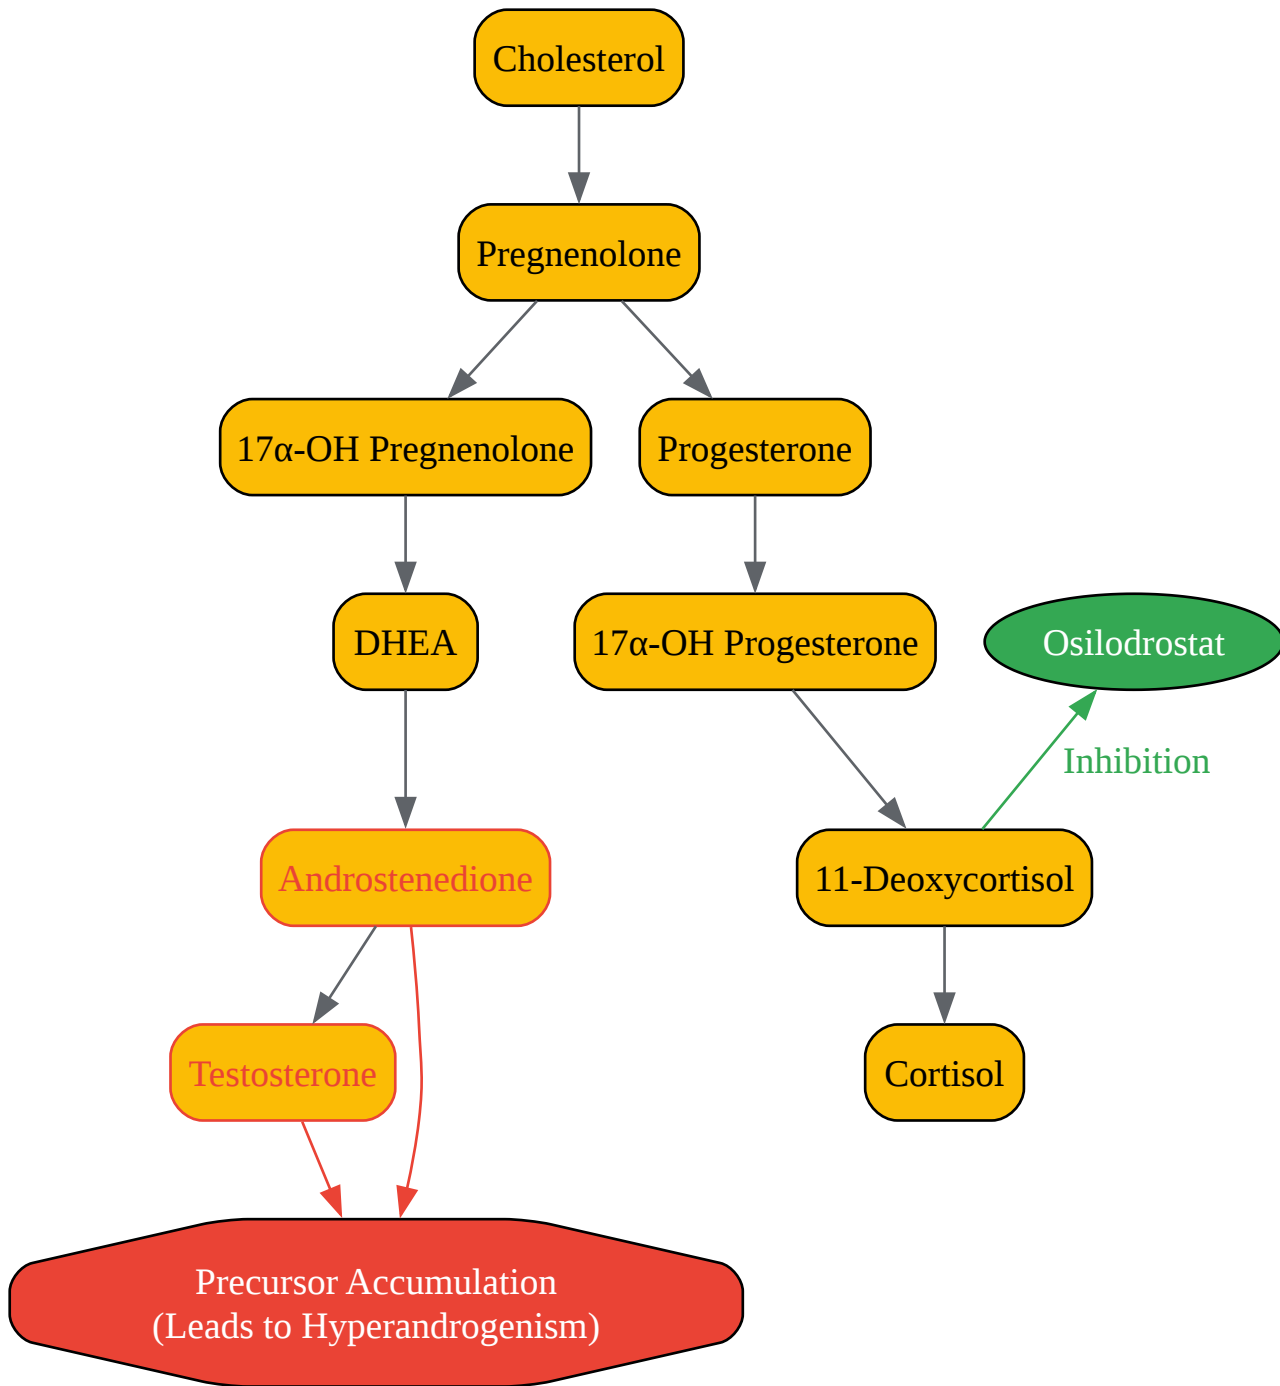 Cholesterol
Pregnenolone
17α-OH Pregnenolone
Progesterone
DHEA
17α-OH Progesterone
Osilodrostat
Inhibition
Androstenedione
11-Deoxycortisol
Testosterone
Cortisol
Precursor Accumulation
(Leads to Hyperandrogenism)